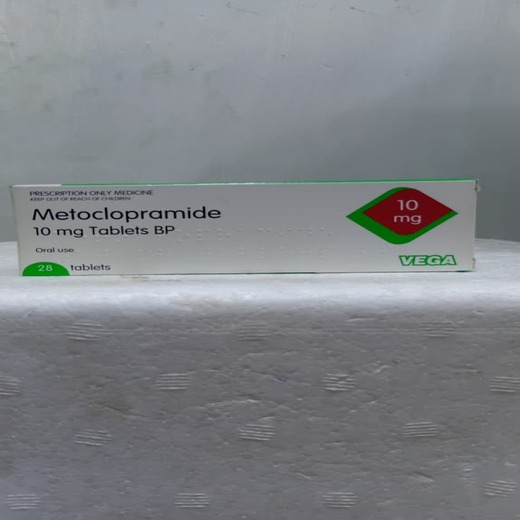 PRESCRIPTION ONLY MEDICINE
KEEP OUT OF REACH OF CHILDREN
Metoclopramide
10 mg Tablets BP
Oral use
28 tablets
10
mg
VEGA